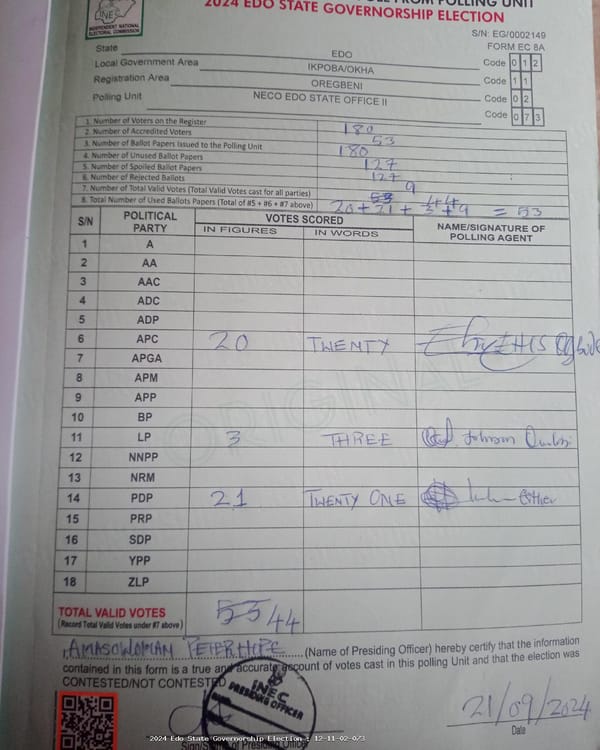 POLLING UNIT
2024 EDO STATE GOVERNORSHIP ELECTION
INEC
INDEPENDENT NATIONAL
ELECTORAL COMMISSION
S/N: EG/0002149
FORM EC 8A
State EDO
Local Government Area IKPOBA/OKHA Code 0 1 2
Registration Area OREGBENI Code 1 1
Polling Unit NECO EDO STATE OFFICE II Code 0 2
Code 0 7 3
1. Number of Voters on the Register 180
2. Number of Accredited Voters 53
3. Number of Ballot Papers Issued to the Polling Unit 180
4. Number of Unused Ballot Papers 127
5. Number of Spoiled Ballot Papers
6. Number of Rejected Ballots 9
7. Number of Total Valid Votes (Total Valid Votes cast for all parties) 53 44
8. Total Number of Used Ballots Papers (Total of #5 + #6 + #7 above) 20 + 21 + 3 + 9 = 53
S/N POLITICAL PARTY VOTES SCORED NAME/SIGNATURE OF POLLING AGENT
IN FIGURES IN WORDS
1 A
2 AA
3 AAC
4 ADC
5 ADP
6 APC 20 TWENTY
7 APGA
8 APM
9 APP
10 BP
11 LP 3 THREE Johnson
12 NNPP
13 NRM
14 PDP 21 TWENTY ONE Esther
15 PRP
16 SDP
17 YPP
18 ZLP
TOTAL VALID VOTES 53 44
(Record Total Valid Votes under #7 above)
I, AMASOWOMAN PETER HOPE (Name of Presiding Officer) hereby certify that the information
contained in this form is a true and accurate account of votes cast in this polling Unit and that the election was
CONTESTED/NOT CONTESTED
INEC
PRESIDING OFFICER
21/09/2024
Date
2024 Edo State Governorship Election : 12-11-02-073
Sign/Stamp of Presiding Officer